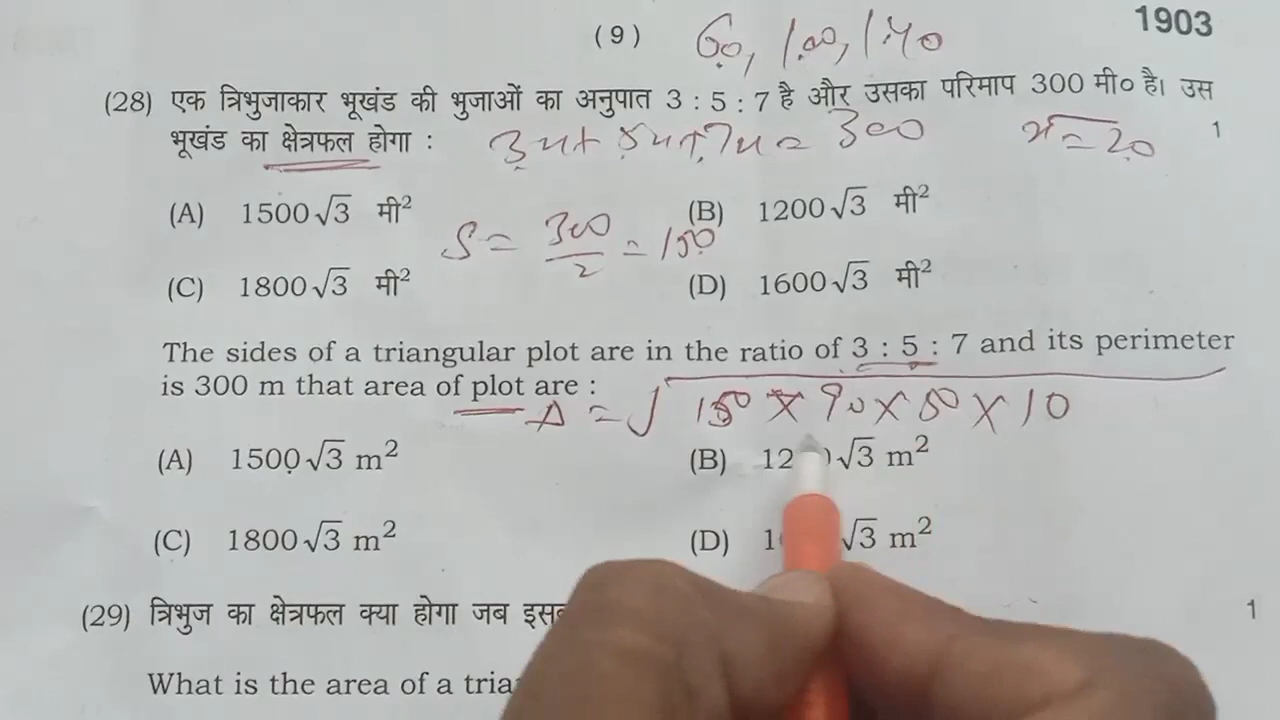 (9) 60, 100, 140 1903
(28) एक त्रिभुजाकार भूखंड की भुजाओं का अनुपात 3 : 5 : 7 है और उसका परिमाप 300 मी० है। उस
भूखंड का क्षेत्रफल होगा : 3x+5x+7x=300 x=20 1
(A) 1500√3 मी² (B) 1200√3 मी²
S = 300/2 = 150
(C) 1800√3 मी² (D) 1600√3 मी²
The sides of a triangular plot are in the ratio of 3 : 5 : 7 and its perimeter
is 300 m that area of plot are :
A = √150×90×50×10
(A) 1500√3 m² (B) √3 m²
(C) 1800√3 m² (D) √3 m²
(29) त्रिभुज का क्षेत्रफल क्या होगा जब 1
What is the area of a